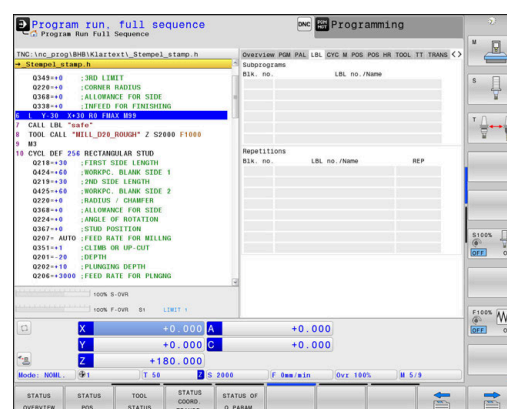 Program run, full sequence
Program Run Full Sequence
DNC
Programming
TNC:\nc_prog\BHB\Klartext\_Stempel_stamp.h
→_Stempel_stamp.h
Q349=+0 ;3RD LIMIT
Q220=+0 ;CORNER RADIUS
Q368=+0 ;ALLOWANCE FOR SIDE
Q338=+0 ;INFEED FOR FINISHING
6 L Y-30 X+30 R0 FMAX M99
7 CALL LBL "safe"
8 TOOL CALL "MILL_D20_ROUGH" Z S2000 F1000
9 M3
10 CYCL DEF 256 RECTANGULAR STUD
Q218=+30 ;FIRST SIDE LENGTH
Q424=+60 ;WORKPC. BLANK SIDE 1
Q219=+30 ;2ND SIDE LENGTH
Q425=+60 ;WORKPC. BLANK SIDE 2
Q220=+0 ;RADIUS / CHAMFER
Q368=+0 ;ALLOWANCE FOR SIDE
Q224=+0 ;ANGLE OF ROTATION
Q367=+0 ;STUD POSITION
Q207= AUTO ;FEED RATE FOR MILLNG
Q351=+1 ;CLIMB OR UP-CUT
Q201=-20 ;DEPTH
Q202=+10 ;PLUNGING DEPTH
Q206=+3000 ;FEED RATE FOR PLNGNG
Overview PGM PAL LBL CYC M POS POS HR TOOL TT TRANS
Subprograms
Blk. no. LBL no./Name
Repetitions
Blk. no. LBL no./Name REP
100% S-OVR
100% F-OVR S1 LIMIT 1
X +0.000 A +0.000
Y +0.000 C +0.000
Z +180.000
Mode: NOML. 1 T 50 Z S 2000 F 0mm/min Ovr 100% M 5/9
STATUS OVERVIEW
STATUS POS.
TOOL STATUS
STATUS COORD.
STATUS OF Q PARAM.
M
S
T
S100%
OFF
F100%
OFF